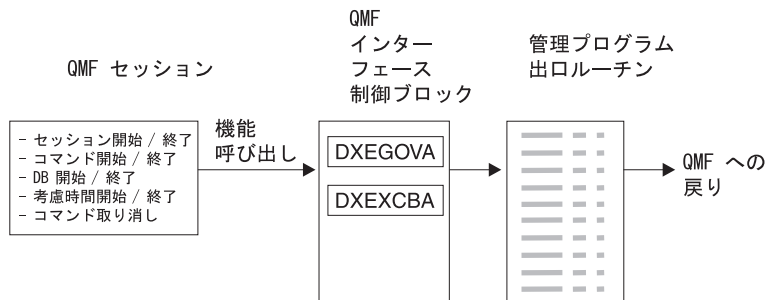 QMF セッション
- セッション開始 / 終了
- コマンド開始 / 終了
- DB 開始 / 終了
- 考慮時間開始 / 終了
- コマンド取り消し
機能
呼び出し
QMF
インター
フェース
制御ブロック
DXEGOVA
DXEXCBA
管理プログラム
出口ルーチン
QMF への
戻り